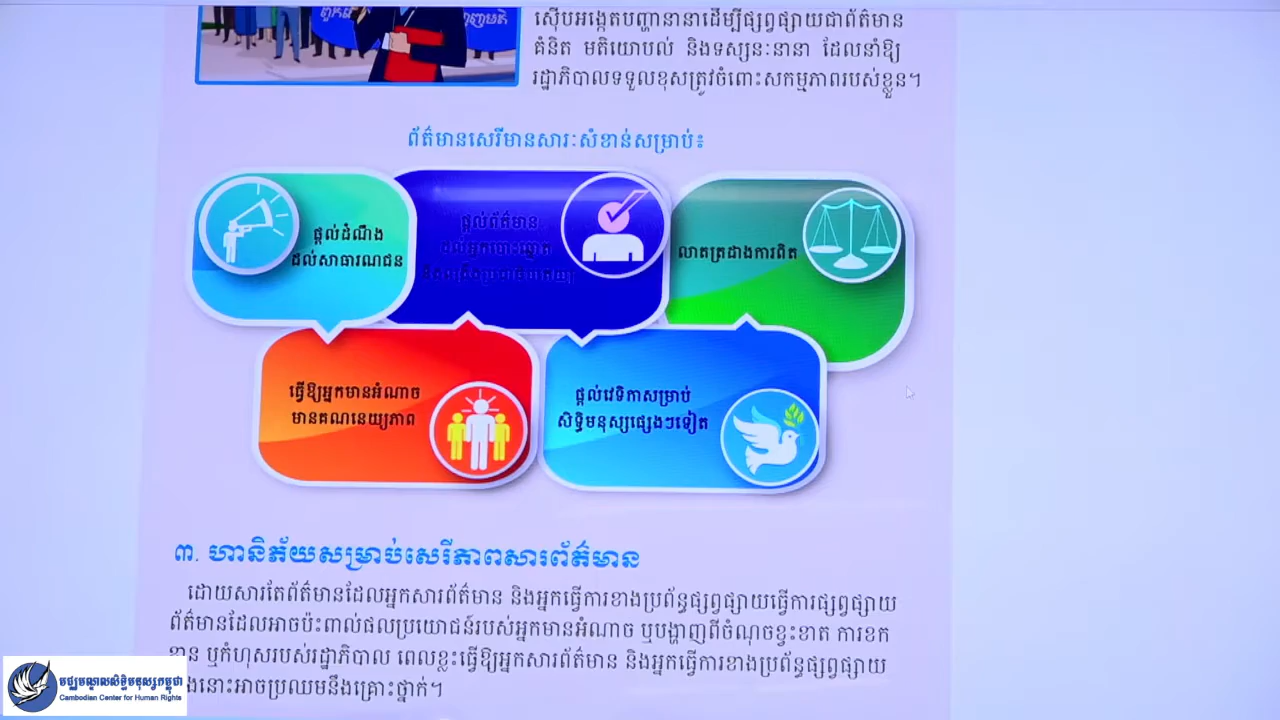 ស៊ើបអង្កេតបញ្ហានានាដើម្បីផ្សព្វផ្សាយជាព័ត៌មាន
គំនិត មតិយោបល់ និងទស្សនៈនានា ដែលនាំឱ្យ
រដ្ឋាភិបាលទទួលខុសត្រូវចំពោះសកម្មភាពរបស់ខ្លួន។
ព័ត៌មានសេរីមានសារៈសំខាន់សម្រាប់៖
ផ្តល់ដំណឹង
ដល់សាធារណជន
ផ្តល់ព័ត៌មាន
ដល់អ្នកបោះឆ្នោត
លាតត្រដាងការពិត
ធ្វើឱ្យអ្នកមានអំណាច
មានគណនេយ្យភាព
ផ្តល់វេទិកាសម្រាប់
សិទ្ធិមនុស្សផ្សេងៗទៀត
៣. ហានិភ័យសម្រាប់សេរីភាពសារព័ត៌មាន
ដោយសារតែព័ត៌មានដែលអ្នកសារព័ត៌មាន និងអ្នកធ្វើការខាងប្រព័ន្ធផ្សព្វផ្សាយធ្វើការផ្សព្វផ្សាយ
ព័ត៌មានដែលអាចប៉ះពាល់ផលប្រយោជន៍របស់អ្នកមានអំណាច ឬបង្ហាញពីចំណុចខ្វះខាត ការខក
ខាន ឬកំហុសរបស់រដ្ឋាភិបាល ពេលខ្លះធ្វើឱ្យអ្នកសារព័ត៌មាន និងអ្នកធ្វើការខាងប្រព័ន្ធផ្សព្វផ្សាយ
នោះអាចប្រឈមនឹងគ្រោះថ្នាក់។
មជ្ឈមណ្ឌលសិទ្ធិមនុស្សកម្ពុជា
Cambodian Center for Human Rights